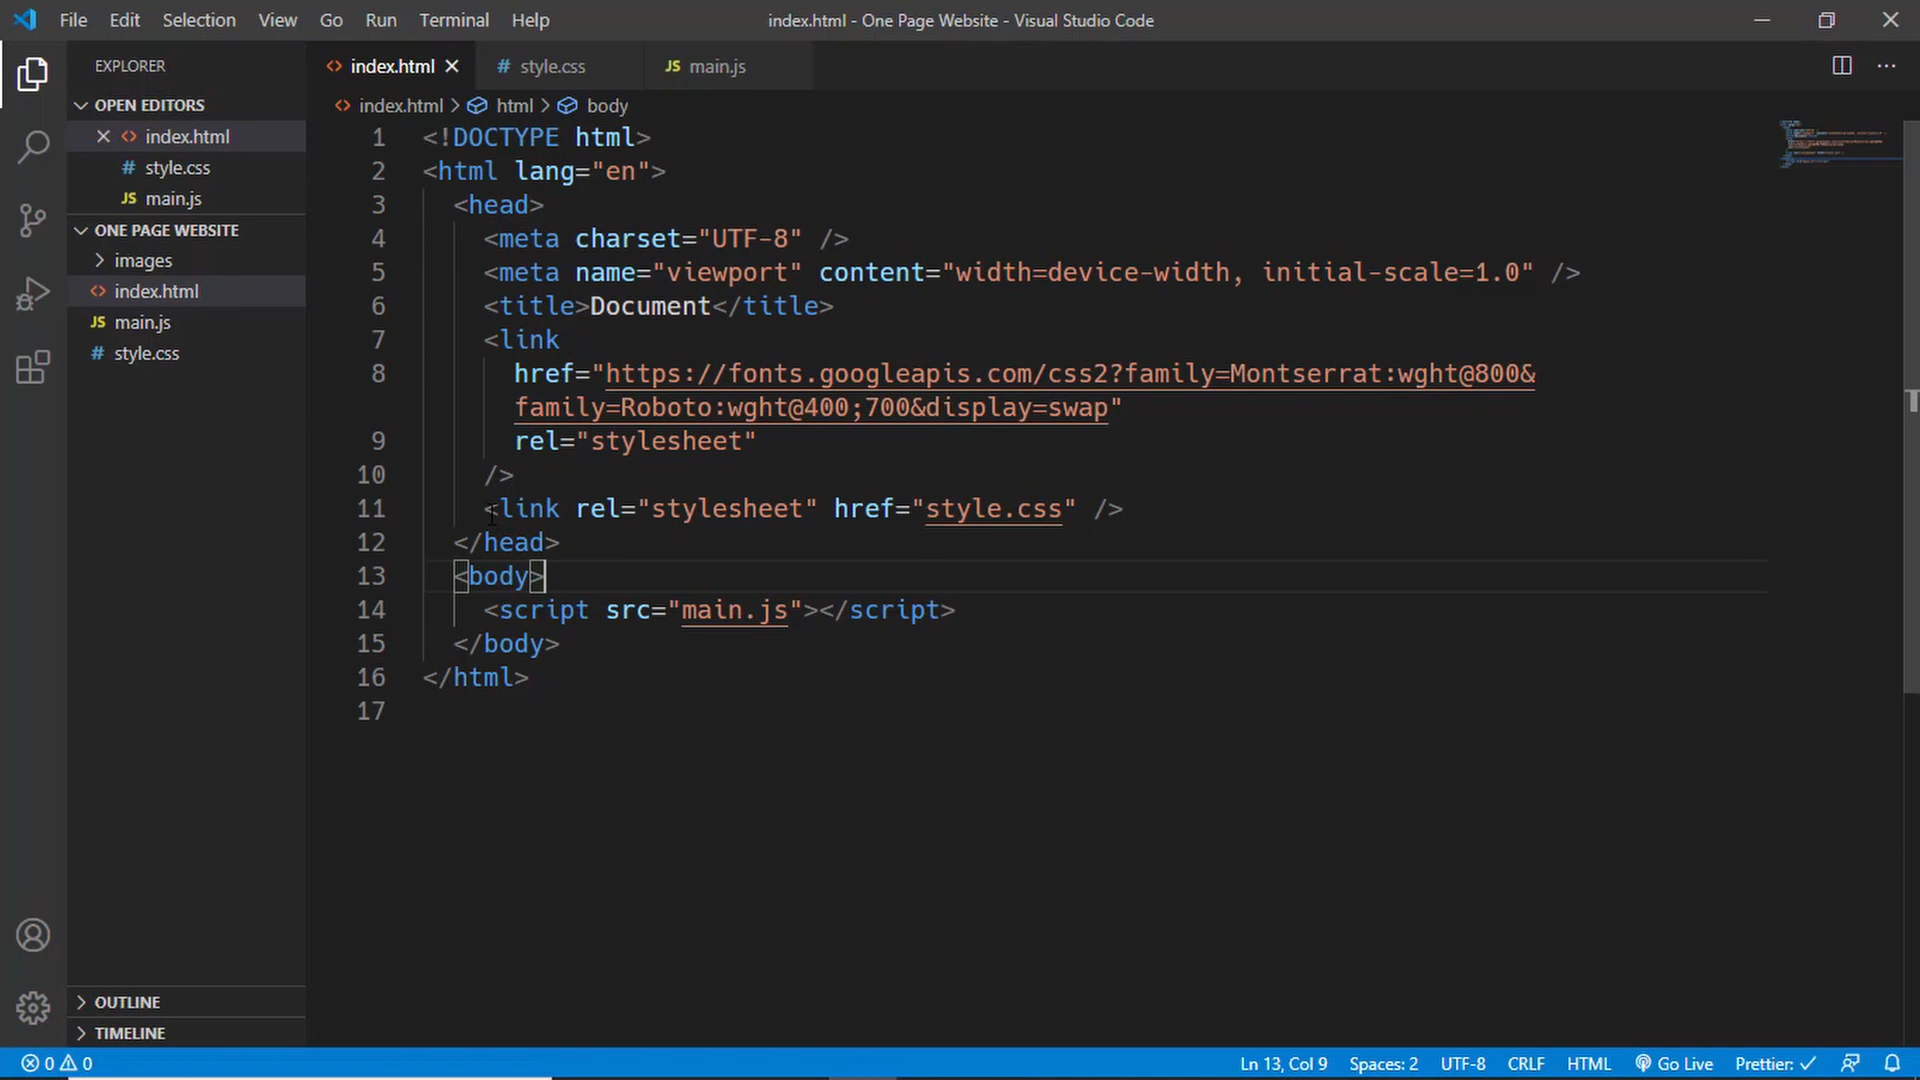 File Edit Selection View Go Run Terminal Help
index.html - One Page Website - Visual Studio Code
EXPLORER
OPEN EDITORS
index.html
style.css
main.js
ONE PAGE WEBSITE
images
index.html
main.js
style.css
OUTLINE
TIMELINE
index.html style.css main.js
index.html > html > body
1 <!DOCTYPE html>
2 <html lang="en">
3 <head>
4 <meta charset="UTF-8" />
5 <meta name="viewport" content="width=device-width, initial-scale=1.0" />
6 <title>Document</title>
7 <link
8 href="https://fonts.googleapis.com/css2?family=Montserrat:wght@800&
family=Roboto:wght@400;700&display=swap"
9 rel="stylesheet"
10 />
11 <link rel="stylesheet" href="style.css" />
12 </head>
13 <body>
14 <script src="main.js"></script>
15 </body>
16 </html>
17
0 0 Ln 13, Col 9 Spaces: 2 UTF-8 CRLF HTML Go Live Prettier: ✓